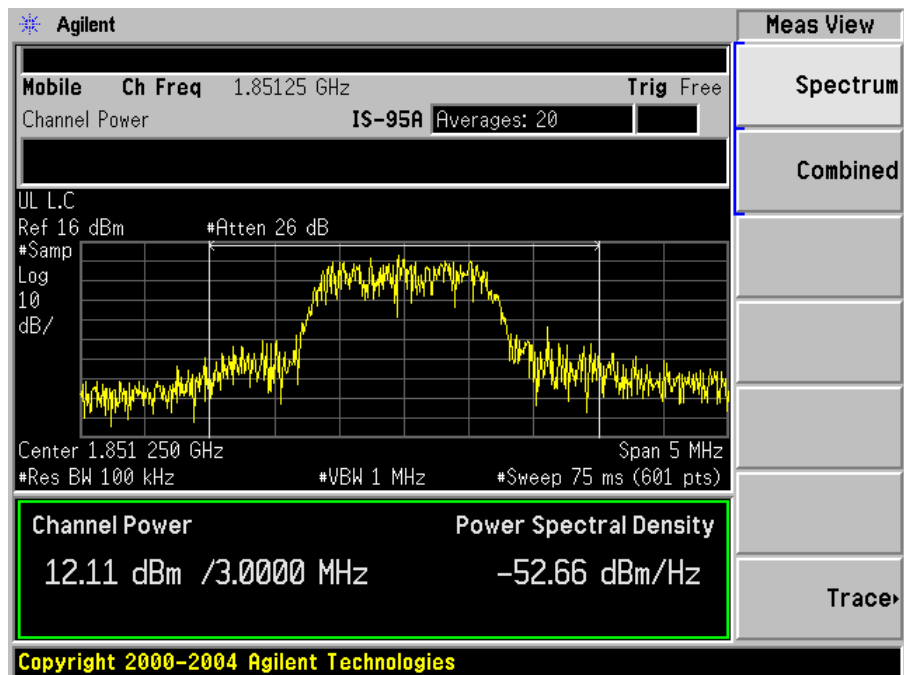 Agilent
Meas View
Mobile Ch Freq 1.85125 GHz Trig Free
Channel Power IS-95A Averages: 20
Spectrum
Combined
UL L.C
Ref 16 dBm #Atten 26 dB
#Samp
Log
10
dB/
Center 1.851 250 GHz Span 5 MHz
#Res BW 100 kHz #VBW 1 MHz #Sweep 75 ms (601 pts)
Channel Power Power Spectral Density
12.11 dBm /3.0000 MHz -52.66 dBm/Hz
Trace
Copyright 2000-2004 Agilent Technologies